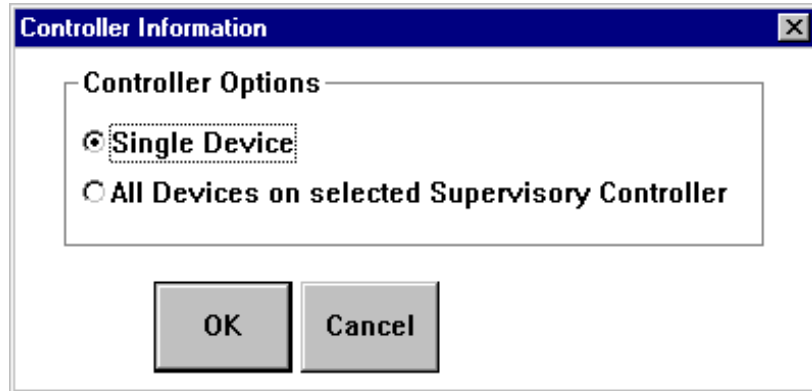 Controller Information
Controller Options
Single Device
All Devices on selected Supervisory Controller
OK
Cancel